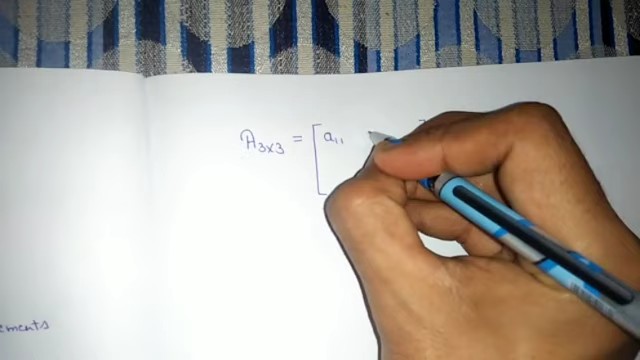 A₃ₓ₃ = [ a₁₁
ements